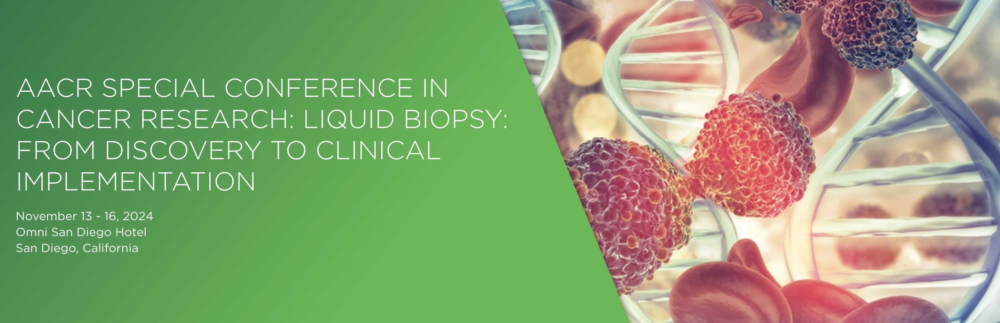 AACR SPECIAL CONFERENCE IN
CANCER RESEARCH: LIQUID BIOPSY:
FROM DISCOVERY TO CLINICAL
IMPLEMENTATION
November 13 - 16, 2024
Omni San Diego Hotel
San Diego, California